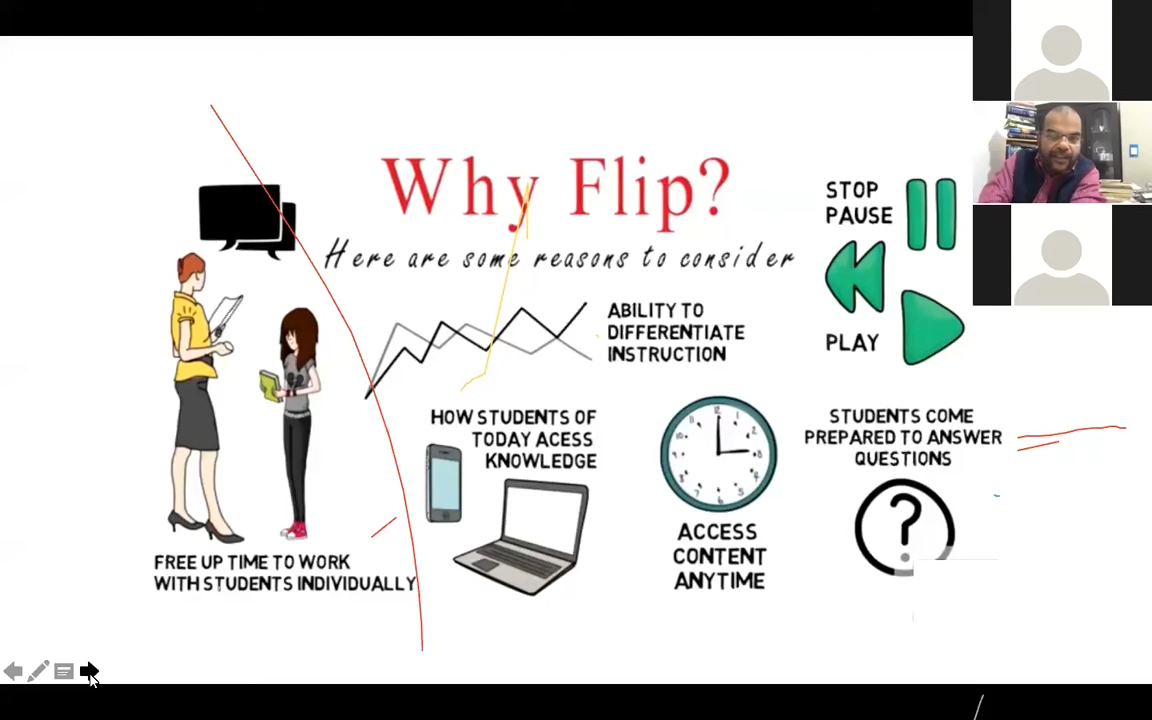 Why Flip?
Here are some reasons to consider
STOP
PAUSE
PLAY
ABILITY TO
DIFFERENTIATE
INSTRUCTION
HOW STUDENTS OF
TODAY ACESS
KNOWLEDGE
STUDENTS COME
PREPARED TO ANSWER
QUESTIONS
?
12
ACCESS
CONTENT
ANYTIME
FREE UP TIME TO WORK
WITH STUDENTS INDIVIDUALLY